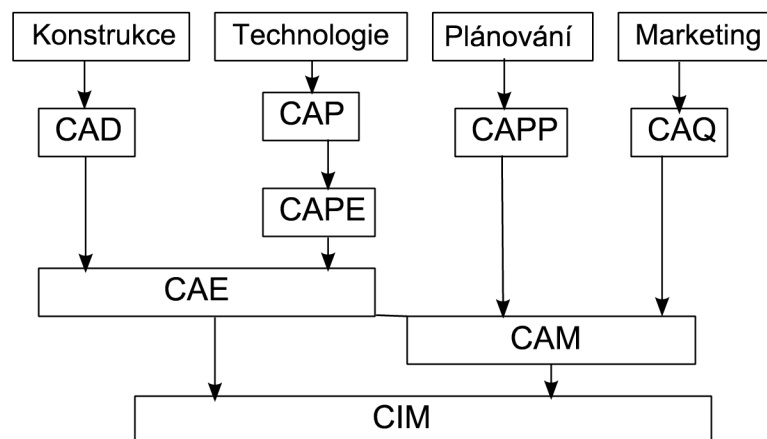 Konstrukce
Technologie
Plánování
Marketing
CAD
CAP
CAPP
CAQ
CAPE
CAE
CAM
CIM